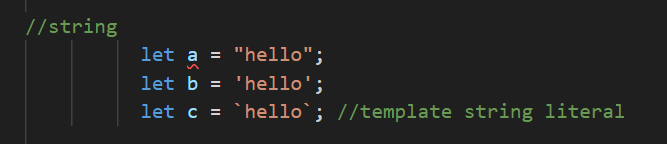 //string
let a = "hello";
let b = 'hello';
let c = `hello`; //template string literal